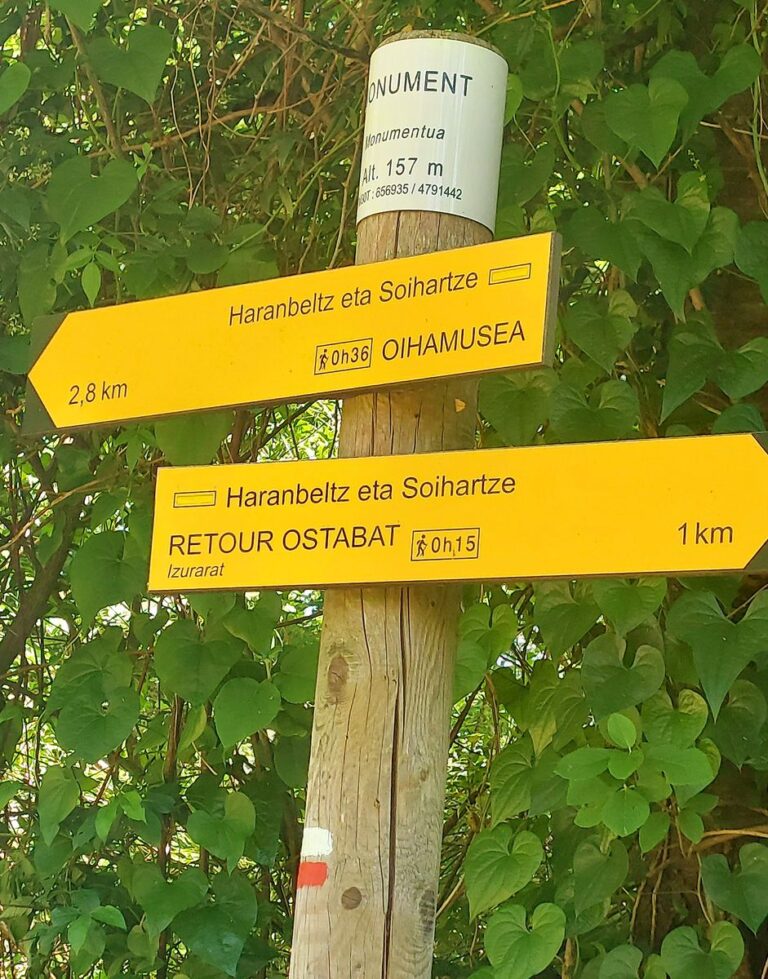 ONUMENT
Monumentua
Alt. 157 m
: 656935 / 4791442
Haranbeltz eta Soihartze
0h36 OIHAMUSEA
2,8 km
Haranbeltz eta Soihartze
RETOUR OSTABAT 0h15
1 km
Izurarat